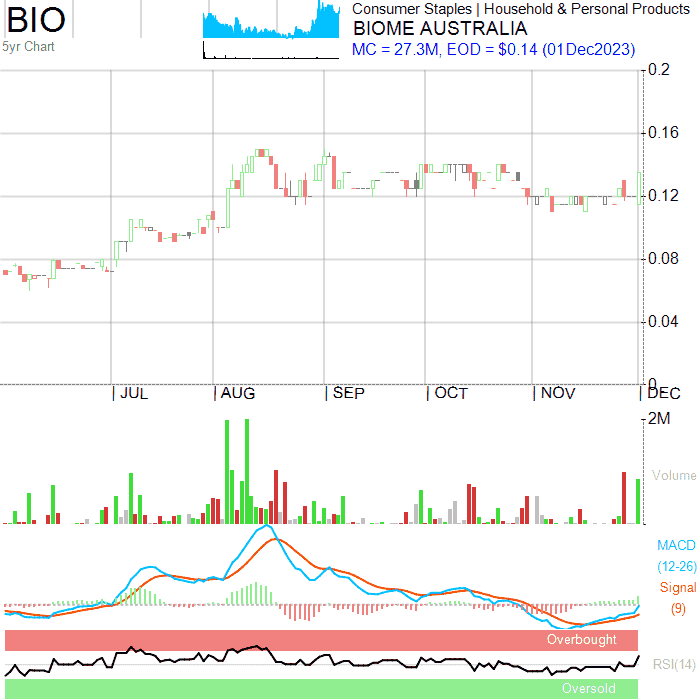 BIO
5yr Chart
Consumer Staples | Household & Personal Products
BIOME AUSTRALIA
MC = 27.3M, EOD = $0.14 (01Dec2023)
0.2
0.16
0.12
0.08
0.04
0
JUL AUG SEP OCT NOV DEC
2M
Volume
MACD
(12-26)
Signal
(9)
Overbought
RSI(14)
Oversold